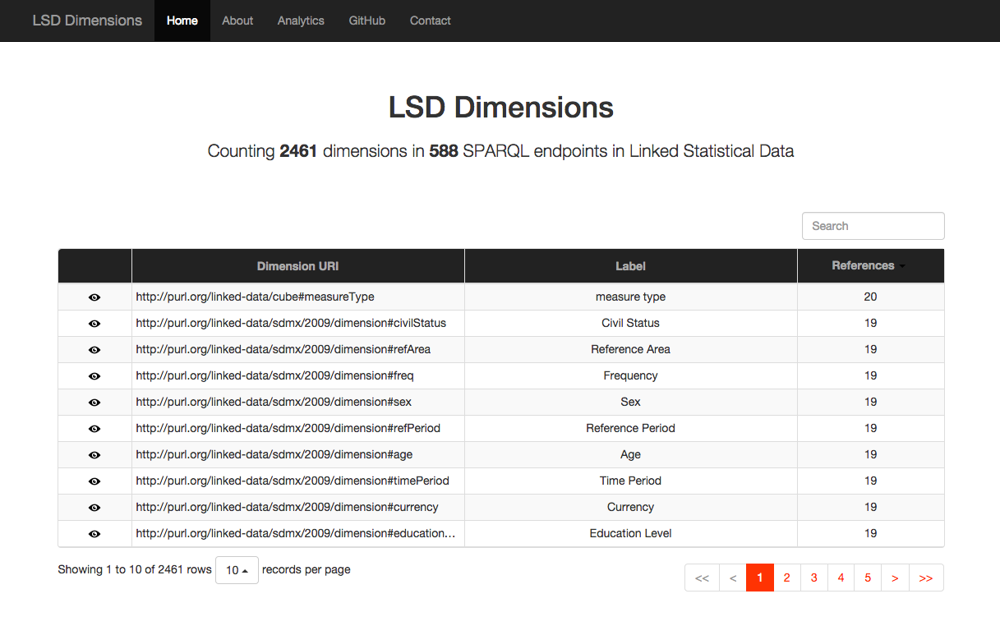 LSD Dimensions Home About Analytics GitHub Contact
LSD Dimensions
Counting 2461 dimensions in 588 SPARQL endpoints in Linked Statistical Data
Search
Dimension URI Label References
http://purl.org/linked-data/cube#measureType measure type 20
http://purl.org/linked-data/sdmx/2009/dimension#civilStatus Civil Status 19
http://purl.org/linked-data/sdmx/2009/dimension#refArea Reference Area 19
http://purl.org/linked-data/sdmx/2009/dimension#freq Frequency 19
http://purl.org/linked-data/sdmx/2009/dimension#sex Sex 19
http://purl.org/linked-data/sdmx/2009/dimension#refPeriod Reference Period 19
http://purl.org/linked-data/sdmx/2009/dimension#age Age 19
http://purl.org/linked-data/sdmx/2009/dimension#timePeriod Time Period 19
http://purl.org/linked-data/sdmx/2009/dimension#currency Currency 19
http://purl.org/linked-data/sdmx/2009/dimension#education... Education Level 19
Showing 1 to 10 of 2461 rows 10 records per page
<< < 1 2 3 4 5 > >>